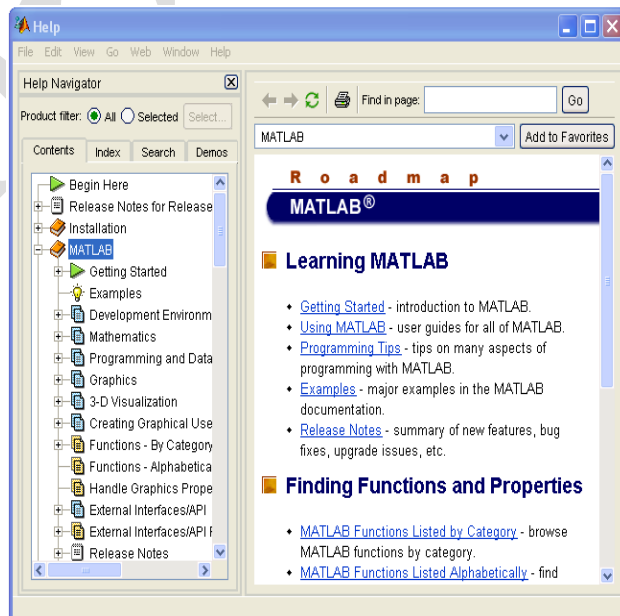 Help
File Edit View Go Web Window Help
Help Navigator
Product filter: All Selected Select...
Contents Index Search Demos
Begin Here
Release Notes for Release
Installation
MATLAB
Getting Started
Examples
Development Environm
Mathematics
Programming and Data
Graphics
3-D Visualization
Creating Graphical Use
Functions - By Category
Functions - Alphabetica
Handle Graphics Prope
External Interfaces/API
External Interfaces/API F
Release Notes
Find in page: Go
MATLAB Add to Favorites
Roadmap
MATLAB®
Learning MATLAB
• Getting Started - introduction to MATLAB.
• Using MATLAB - user guides for all of MATLAB.
• Programming Tips - tips on many aspects of
programming with MATLAB.
• Examples - major examples in the MATLAB
documentation.
• Release Notes - summary of new features, bug
fixes, upgrade issues, etc.
Finding Functions and Properties
• MATLAB Functions Listed by Category - browse
MATLAB functions by category.
• MATLAB Functions Listed Alphabetically - find